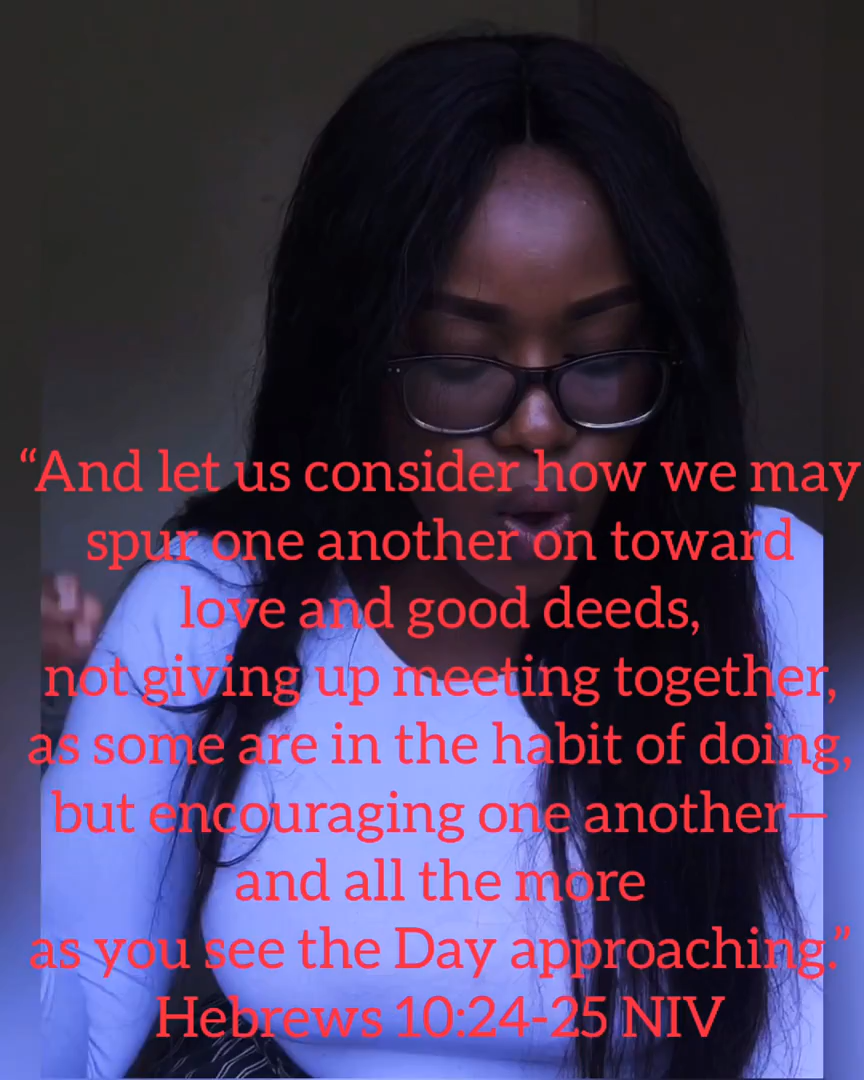 “And let us consider how we may
spur one another on toward
love and good deeds,
not giving up meeting together,
as some are in the habit of doing,
but encouraging one another—
and all the more
as you see the Day approaching.”
Hebrews 10:24-25 NIV